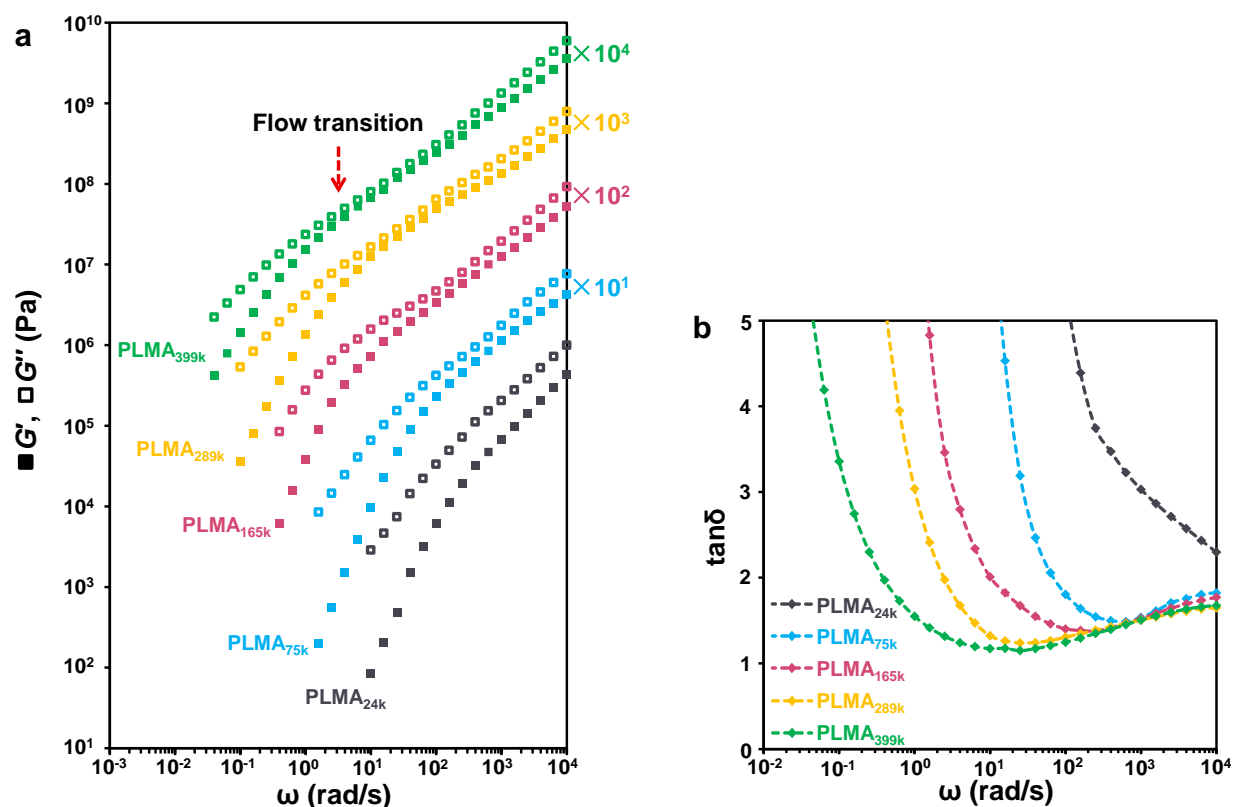 a
10¹⁰
10⁹
10⁸
10⁷
10⁶
10⁵
10⁴
10³
10²
10¹
■ G′, □ G″ (Pa)
Flow transition
×10⁴
×10³
×10²
×10¹
PLMA₃₉₉ₖ
PLMA₂₈₉ₖ
PLMA₁₆₅ₖ
PLMA₇₅ₖ
PLMA₂₄ₖ
10⁻³ 10⁻² 10⁻¹ 10⁰ 10¹ 10² 10³ 10⁴
ω (rad/s)
b
5
4
3
2
1
0
tanδ
PLMA₂₄ₖ
PLMA₇₅ₖ
PLMA₁₆₅ₖ
PLMA₂₈₉ₖ
PLMA₃₉₉ₖ
10⁻² 10⁻¹ 10⁰ 10¹ 10² 10³ 10⁴
ω (rad/s)